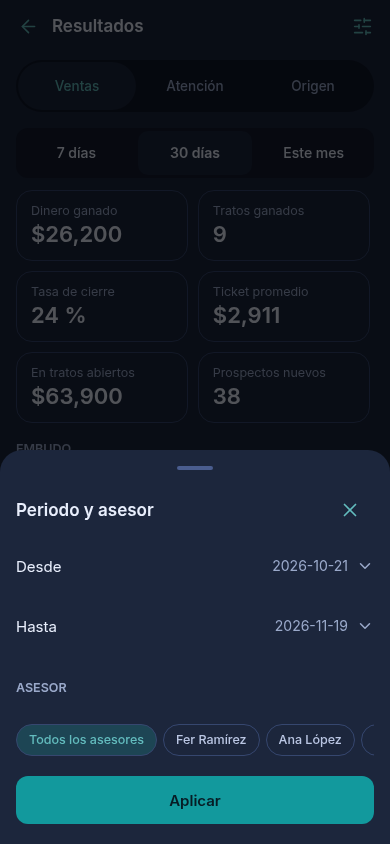 Resultados
Ventas Atención Origen
7 días 30 días Este mes
Dinero ganado Tratos ganados
$26,200 9
Tasa de cierre Ticket promedio
24 % $2,911
En tratos abiertos Prospectos nuevos
$63,900 38
EMBUDO
Periodo y asesor
Desde 2026-10-21
Hasta 2026-11-19
ASESOR
Todos los asesores Fer Ramírez Ana López
Aplicar